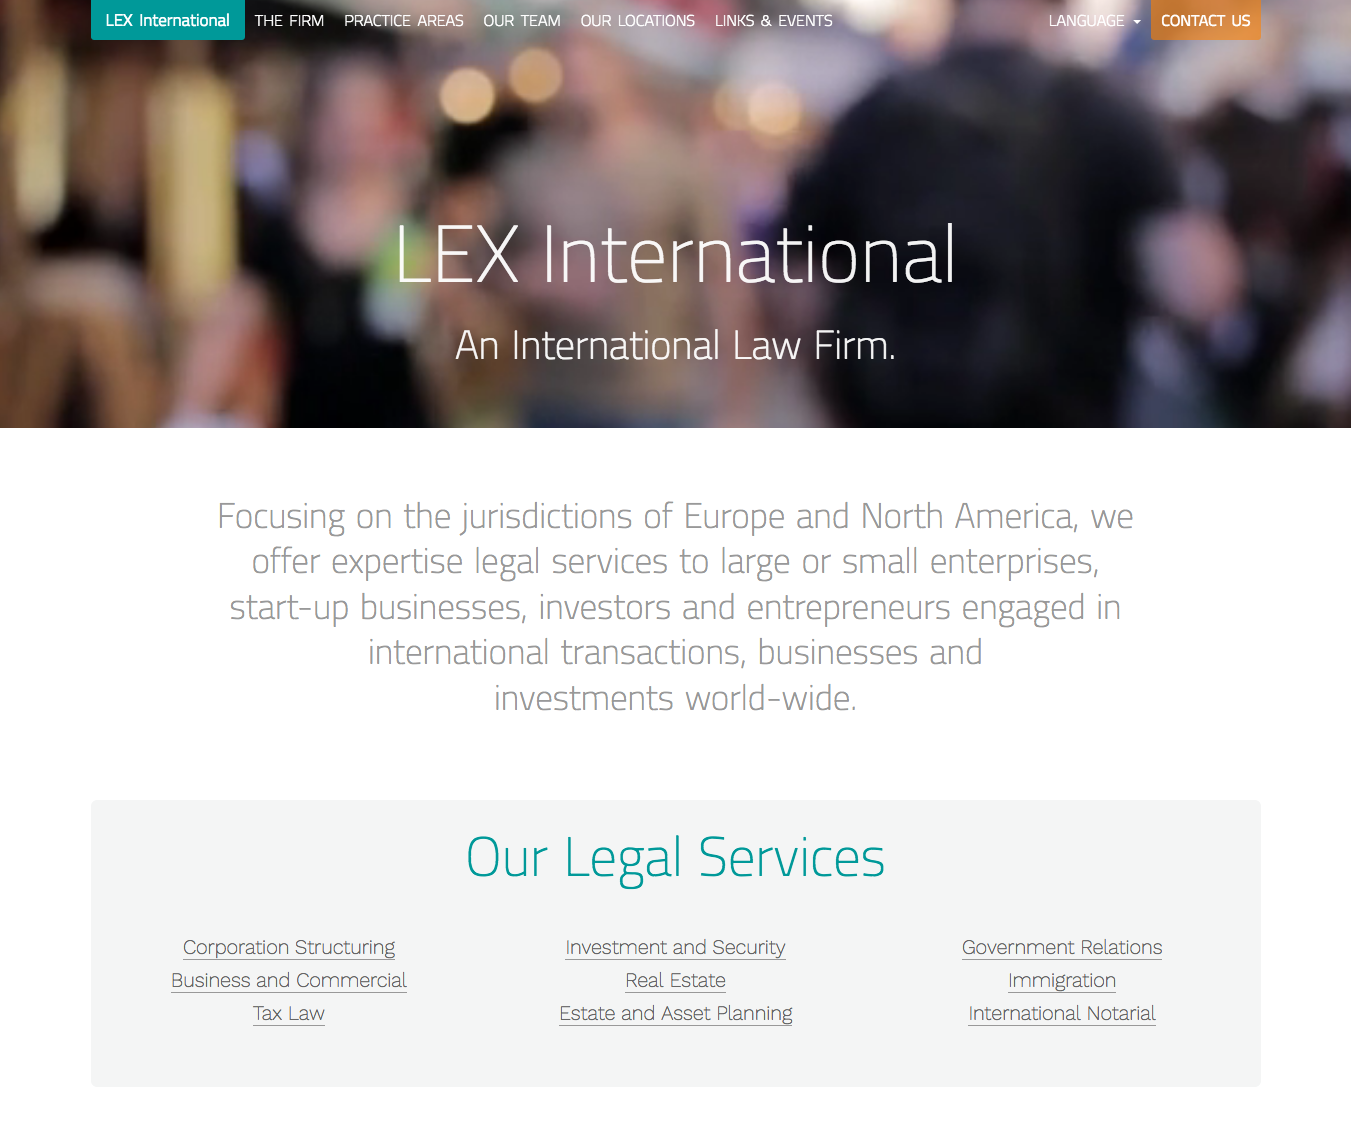 LEX International THE FIRM PRACTICE AREAS OUR TEAM OUR LOCATIONS LINKS & EVENTS LANGUAGE CONTACT US
LEX International
An International Law Firm.
Focusing on the jurisdictions of Europe and North America, we
offer expertise legal services to large or small enterprises,
start-up businesses, investors and entrepreneurs engaged in
international transactions, businesses and
investments world-wide.
Our Legal Services
Corporation Structuring
Business and Commercial
Tax Law
Investment and Security
Real Estate
Estate and Asset Planning
Government Relations
Immigration
International Notarial